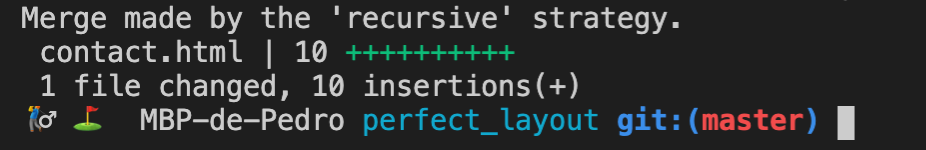 Merge made by the 'recursive' strategy.
contact.html | 10 ++++++++++
1 file changed, 10 insertions(+)
MBP-de-Pedro perfect_layout git:(master)